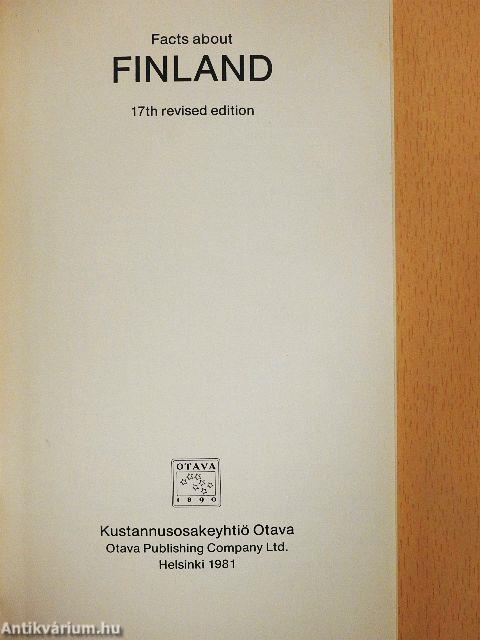 Facts about
FINLAND
17th revised edition
OTAVA
1890
Kustannusosakeyhtiö Otava
Otava Publishing Company Ltd.
Helsinki 1981
Antikvárium.hu